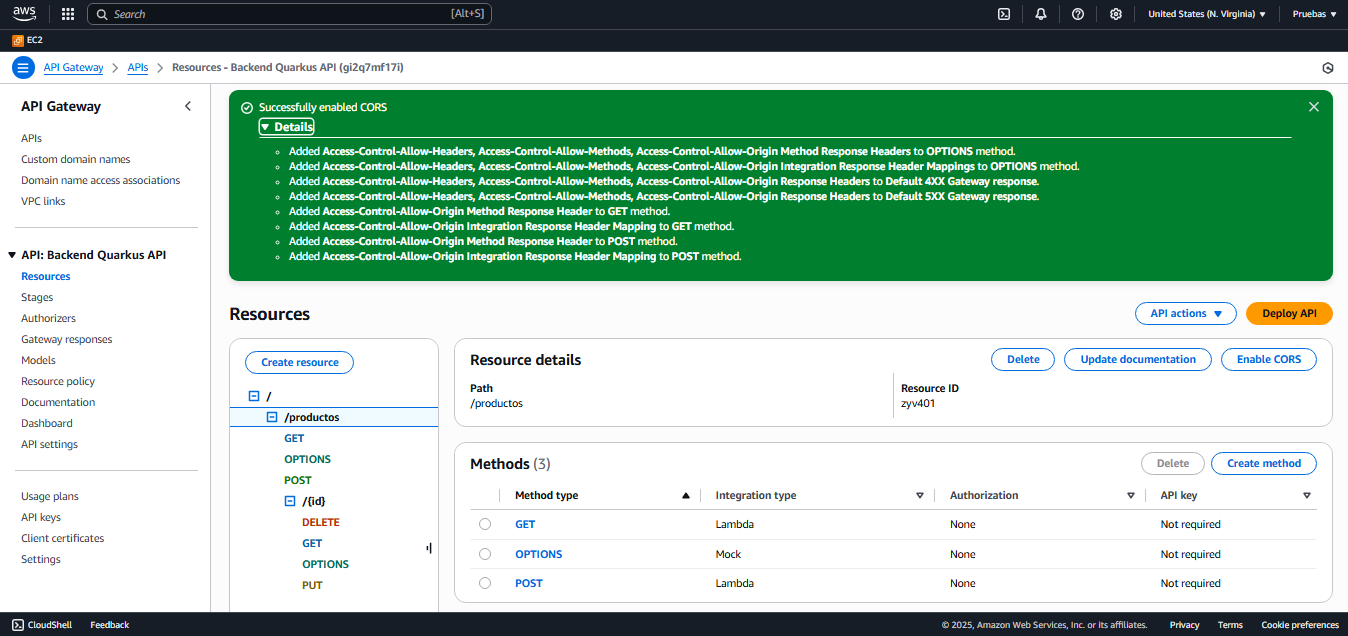 aws
Search [Alt+S]
United States (N. Virginia) ▼ Pruebas ▼
EC2
API Gateway > APIs > Resources - Backend Quarkus API (gi2q7mf17i)
API Gateway
APIs
Custom domain names
Domain name access associations
VPC links
▼ API: Backend Quarkus API
Resources
Stages
Authorizers
Gateway responses
Models
Resource policy
Documentation
Dashboard
API settings
Usage plans
API keys
Client certificates
Settings
Successfully enabled CORS
▼ Details
Added Access-Control-Allow-Headers, Access-Control-Allow-Methods, Access-Control-Allow-Origin Method Response Headers to OPTIONS method.
Added Access-Control-Allow-Headers, Access-Control-Allow-Methods, Access-Control-Allow-Origin Integration Response Header Mappings to OPTIONS method.
Added Access-Control-Allow-Headers, Access-Control-Allow-Methods, Access-Control-Allow-Origin Response Headers to Default 4XX Gateway response.
Added Access-Control-Allow-Headers, Access-Control-Allow-Methods, Access-Control-Allow-Origin Response Headers to Default 5XX Gateway response.
Added Access-Control-Allow-Origin Method Response Header to GET method.
Added Access-Control-Allow-Origin Integration Response Header Mapping to GET method.
Added Access-Control-Allow-Origin Method Response Header to POST method.
Added Access-Control-Allow-Origin Integration Response Header Mapping to POST method.
Resources
API actions ▼ Deploy API
Create resource
/
/productos
GET
OPTIONS
POST
/{id}
DELETE
GET
OPTIONS
PUT
Resource details
Delete Update documentation Enable CORS
Path
/productos
Resource ID
zyv401
Methods (3)
Delete Create method
Method type Integration type Authorization API key
GET Lambda None Not required
OPTIONS Mock None Not required
POST Lambda None Not required
CloudShell Feedback © 2025, Amazon Web Services, Inc. or its affiliates. Privacy Terms Cookie preferences